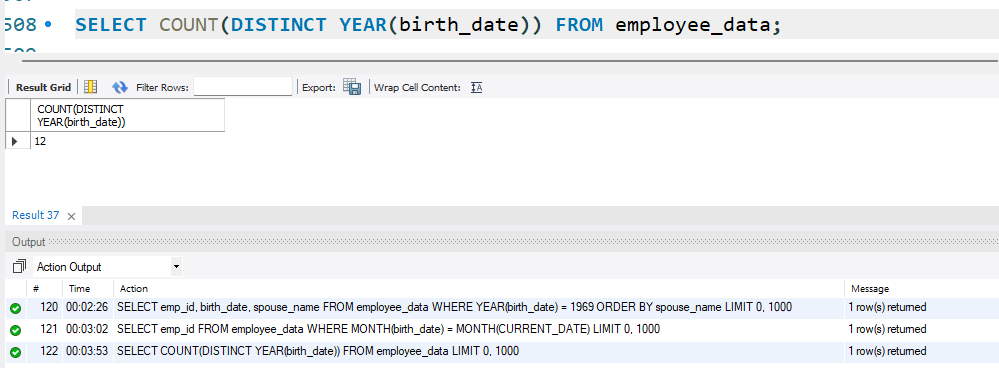 508 SELECT COUNT(DISTINCT YEAR(birth_date)) FROM employee_data;
Result Grid Filter Rows: Export: Wrap Cell Content: IA
COUNT(DISTINCT
YEAR(birth_date))
12
Result 37 ×
Output
Action Output
# Time Action Message
120 00:02:26 SELECT emp_id, birth_date, spouse_name FROM employee_data WHERE YEAR(birth_date) = 1969 ORDER BY spouse_name LIMIT 0, 1000 1 row(s) returned
121 00:03:02 SELECT emp_id FROM employee_data WHERE MONTH(birth_date) = MONTH(CURRENT_DATE) LIMIT 0, 1000 1 row(s) returned
122 00:03:53 SELECT COUNT(DISTINCT YEAR(birth_date)) FROM employee_data LIMIT 0, 1000 1 row(s) returned